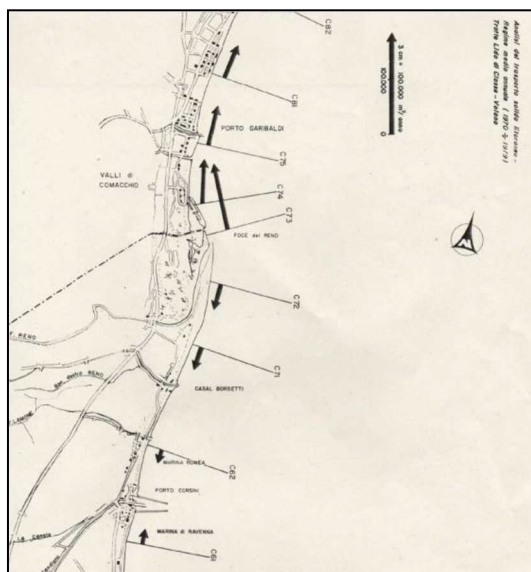 Analisi del trasporto solido litoraneo -
Regime medio annuale ( 1970 ÷ 1979)
Tratto Lido di Classe - Volano
3 cm = 100.000 m³/anno
100.000
0
C82
C81
PORTO GARIBALDI
C75
VALLI di
COMACCHIO
C74
C73
FOCE del RENO
C72
F. RENO
C71
CASAL BORSETTI
RENO
LAMONE
MARINA ROMEA
C62
PORTO CORSINI
MARINA di RAVENNA
C61